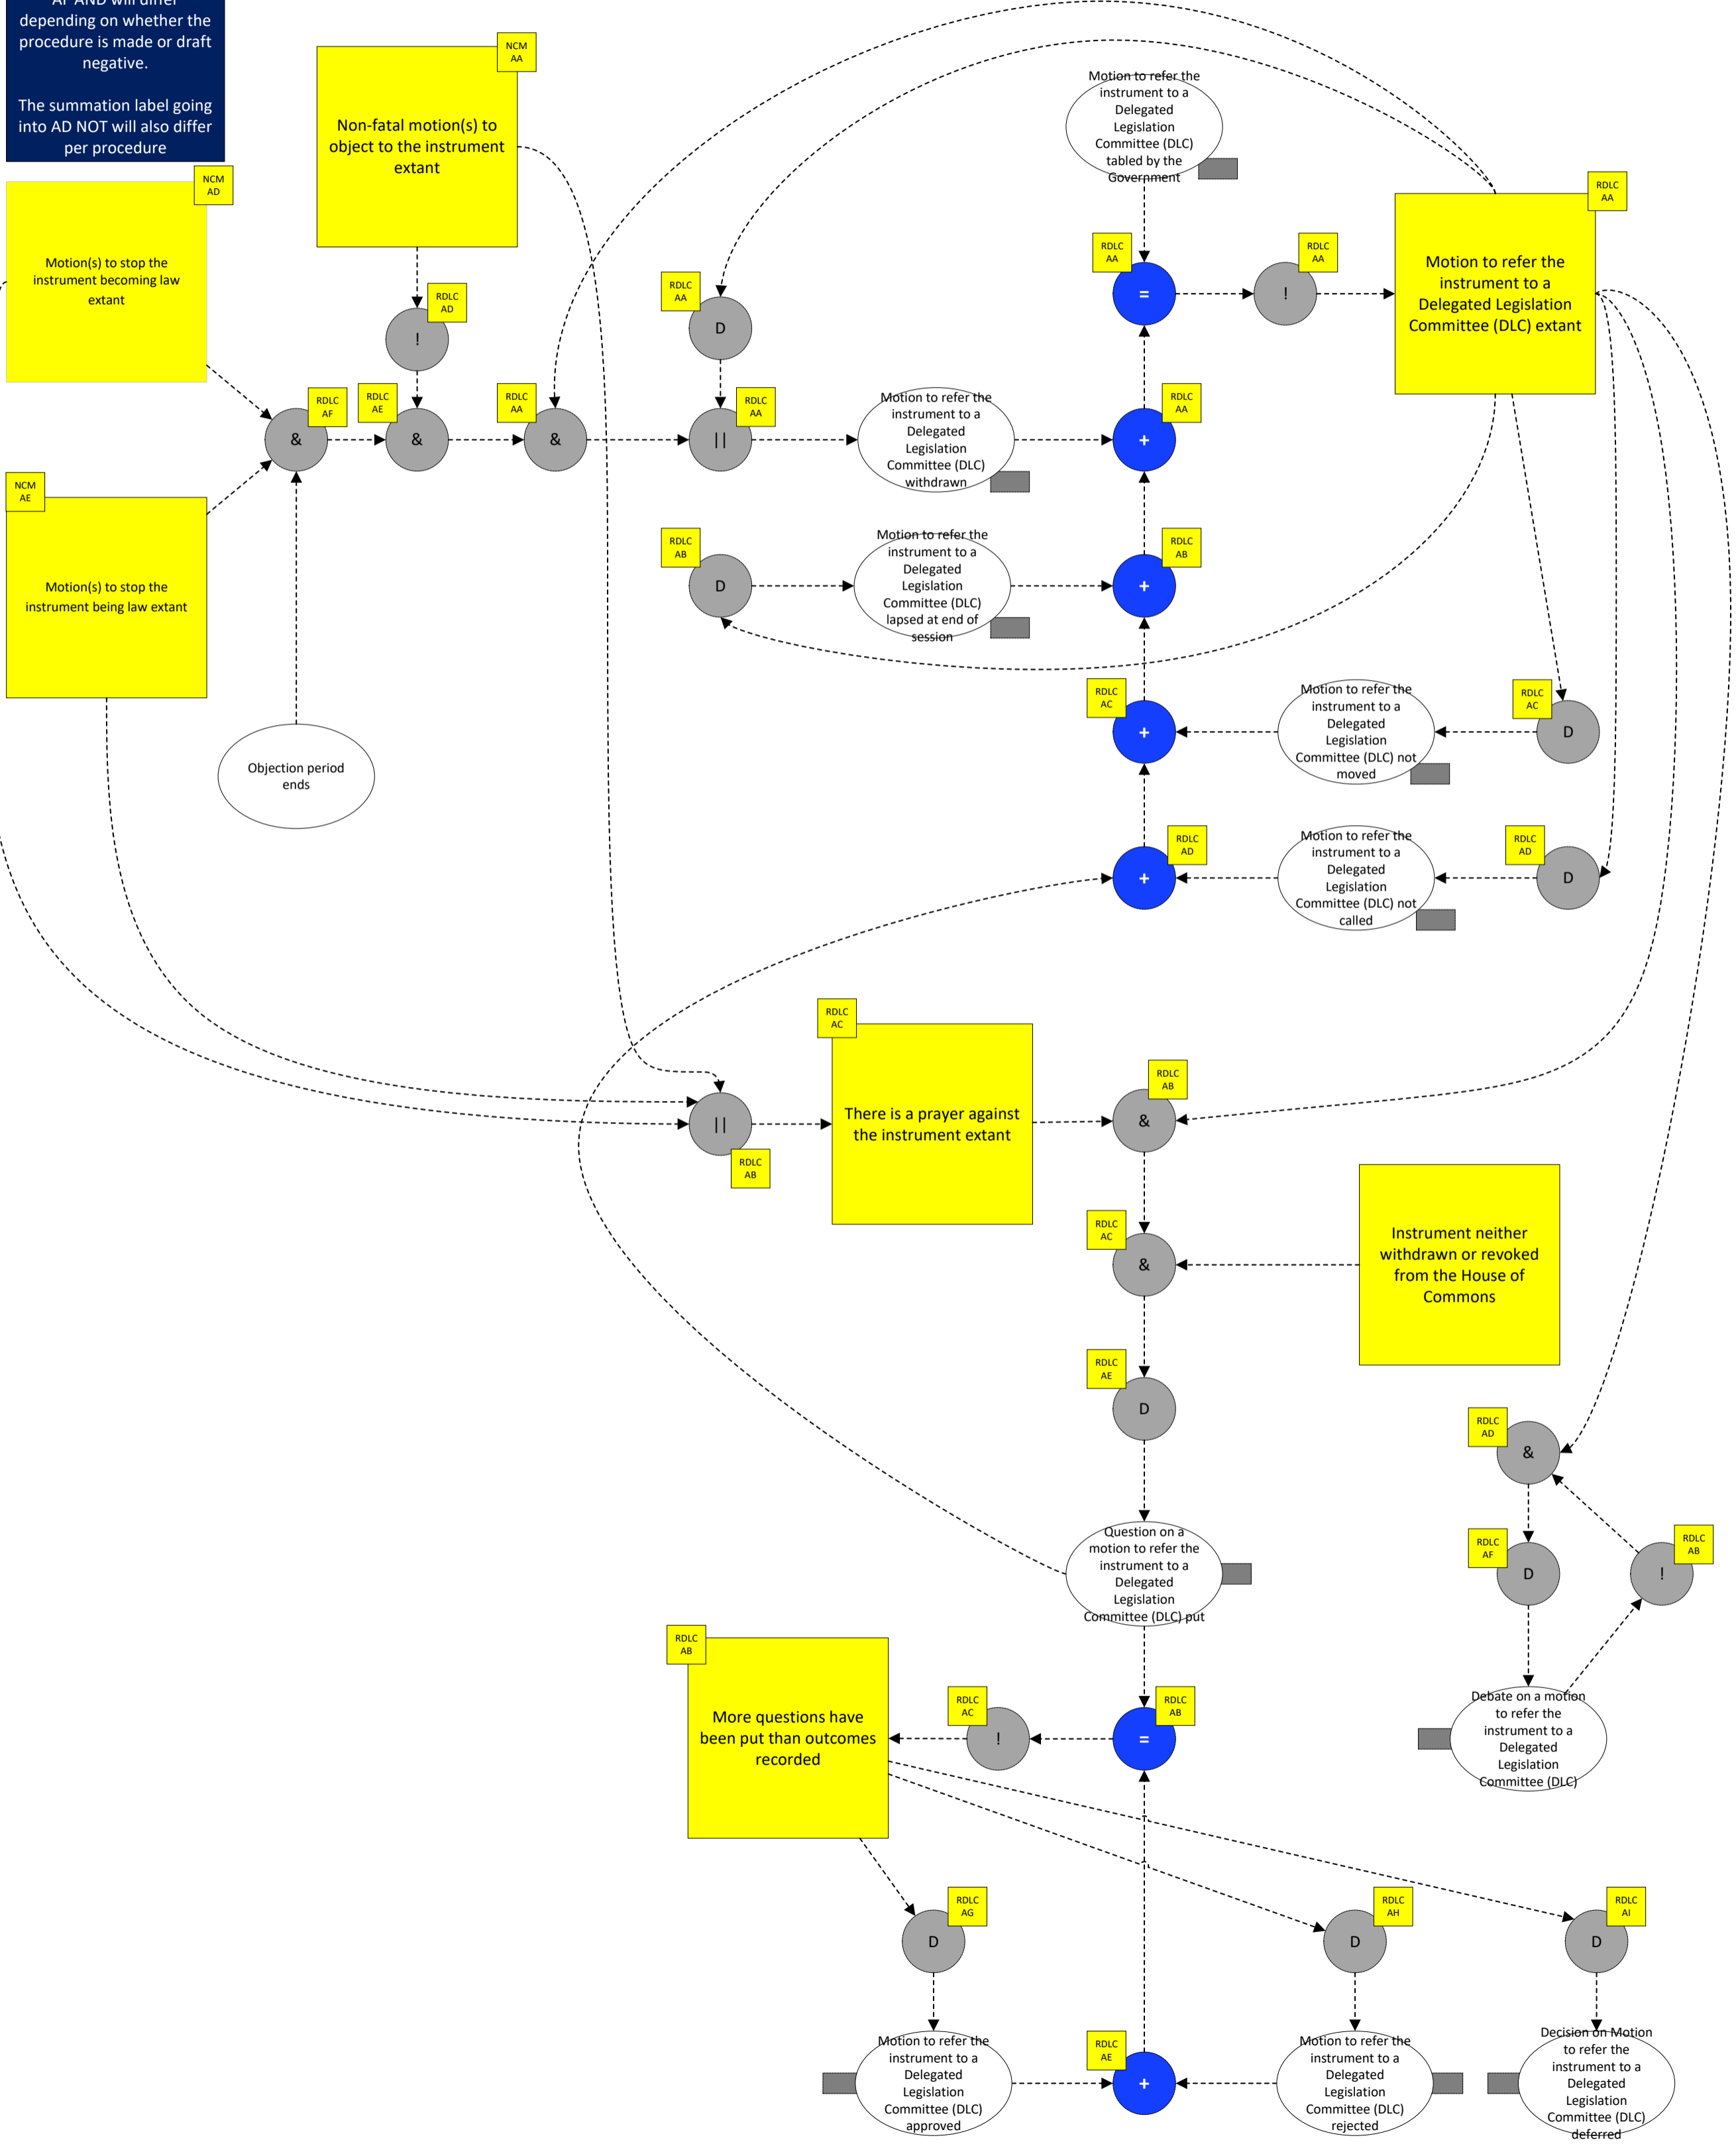 AF AND will differ
depending on whether the
procedure is made or draft
negative.
The summation label going
into AD NOT will also differ
per procedure
NCM
AD
Motion(s) to stop the
instrument becoming law
extant
NCM
AA
Non-fatal motion(s) to
object to the instrument
extant
RDLC
AD
!
RDLC
AF
&
RDLC
AE
&
RDLC
AA
&
RDLC
AA
D
RDLC
AA
||
Motion to refer the
instrument to a
Delegated
Legislation
Committee (DLC)
tabled by the
Government
RDLC
AA
=
RDLC
AA
!
RDLC
AA
Motion to refer the
instrument to a
Delegated Legislation
Committee (DLC) extant
Motion to refer the
instrument to a
Delegated
Legislation
Committee (DLC)
withdrawn
RDLC
AA
+
NCM
AE
Motion(s) to stop the
instrument being law extant
Objection period
ends
RDLC
AB
D
Motion to refer the
instrument to a
Delegated
Legislation
Committee (DLC)
lapsed at end of
session
RDLC
AB
+
RDLC
AC
+
Motion to refer the
instrument to a
Delegated
Legislation
Committee (DLC) not
moved
RDLC
AC
D
RDLC
AD
+
Motion to refer the
instrument to a
Delegated
Legislation
Committee (DLC) not
called
RDLC
AD
D
||
RDLC
AB
RDLC
AC
There is a prayer against
the instrument extant
RDLC
AB
&
RDLC
AC
&
Instrument neither
withdrawn or revoked
from the House of
Commons
RDLC
AE
D
RDLC
AD
&
RDLC
AF
D
RDLC
AB
!
Question on a
motion to refer the
instrument to a
Delegated
Legislation
Committee (DLC) put
Debate on a motion
to refer the
instrument to a
Delegated
Legislation
Committee (DLC)
RDLC
AB
More questions have
been put than outcomes
recorded
RDLC
AC
!
RDLC
AB
=
RDLC
AG
D
RDLC
AH
D
RDLC
AI
D
Motion to refer the
instrument to a
Delegated
Legislation
Committee (DLC)
approved
RDLC
AE
+
Motion to refer the
instrument to a
Delegated
Legislation
Committee (DLC)
rejected
Decision on Motion
to refer the
instrument to a
Delegated
Legislation
Committee (DLC)
deferred